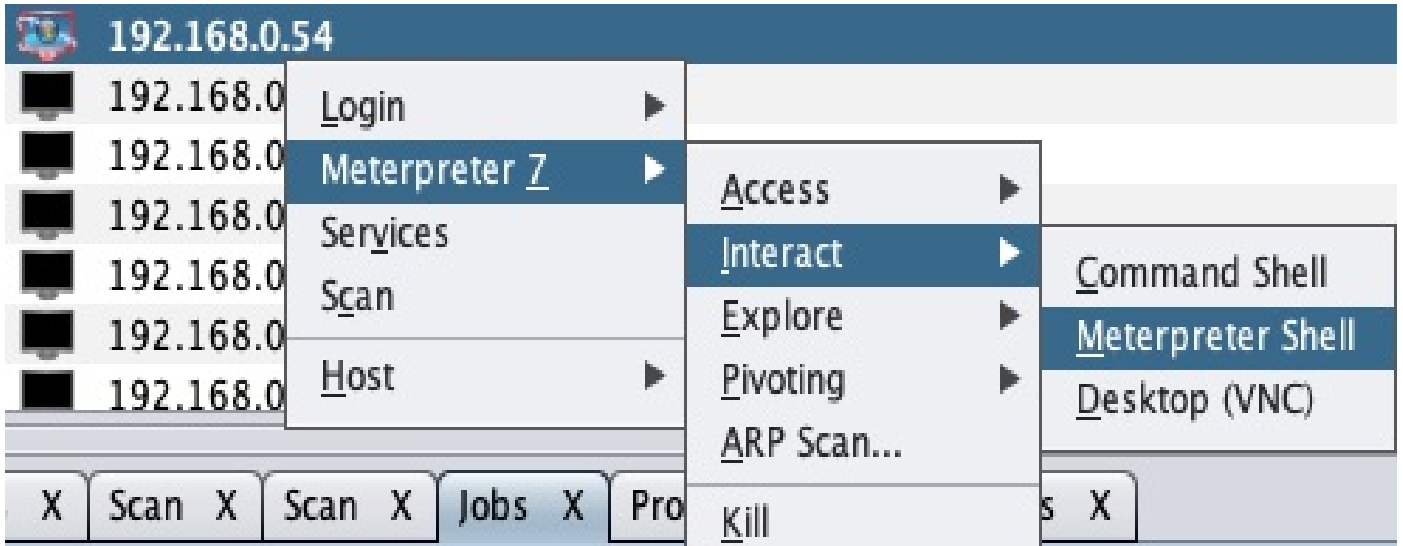 192.168.0.54
192.168.0
192.168.0
192.168.0
192.168.0
192.168.0
192.168.0
Login
Meterpreter 7
Services
Scan
Host
Access
Interact
Explore
Pivoting
ARP Scan...
Kill
Command Shell
Meterpreter Shell
Desktop (VNC)
X Scan X Scan X Jobs X Pro s X